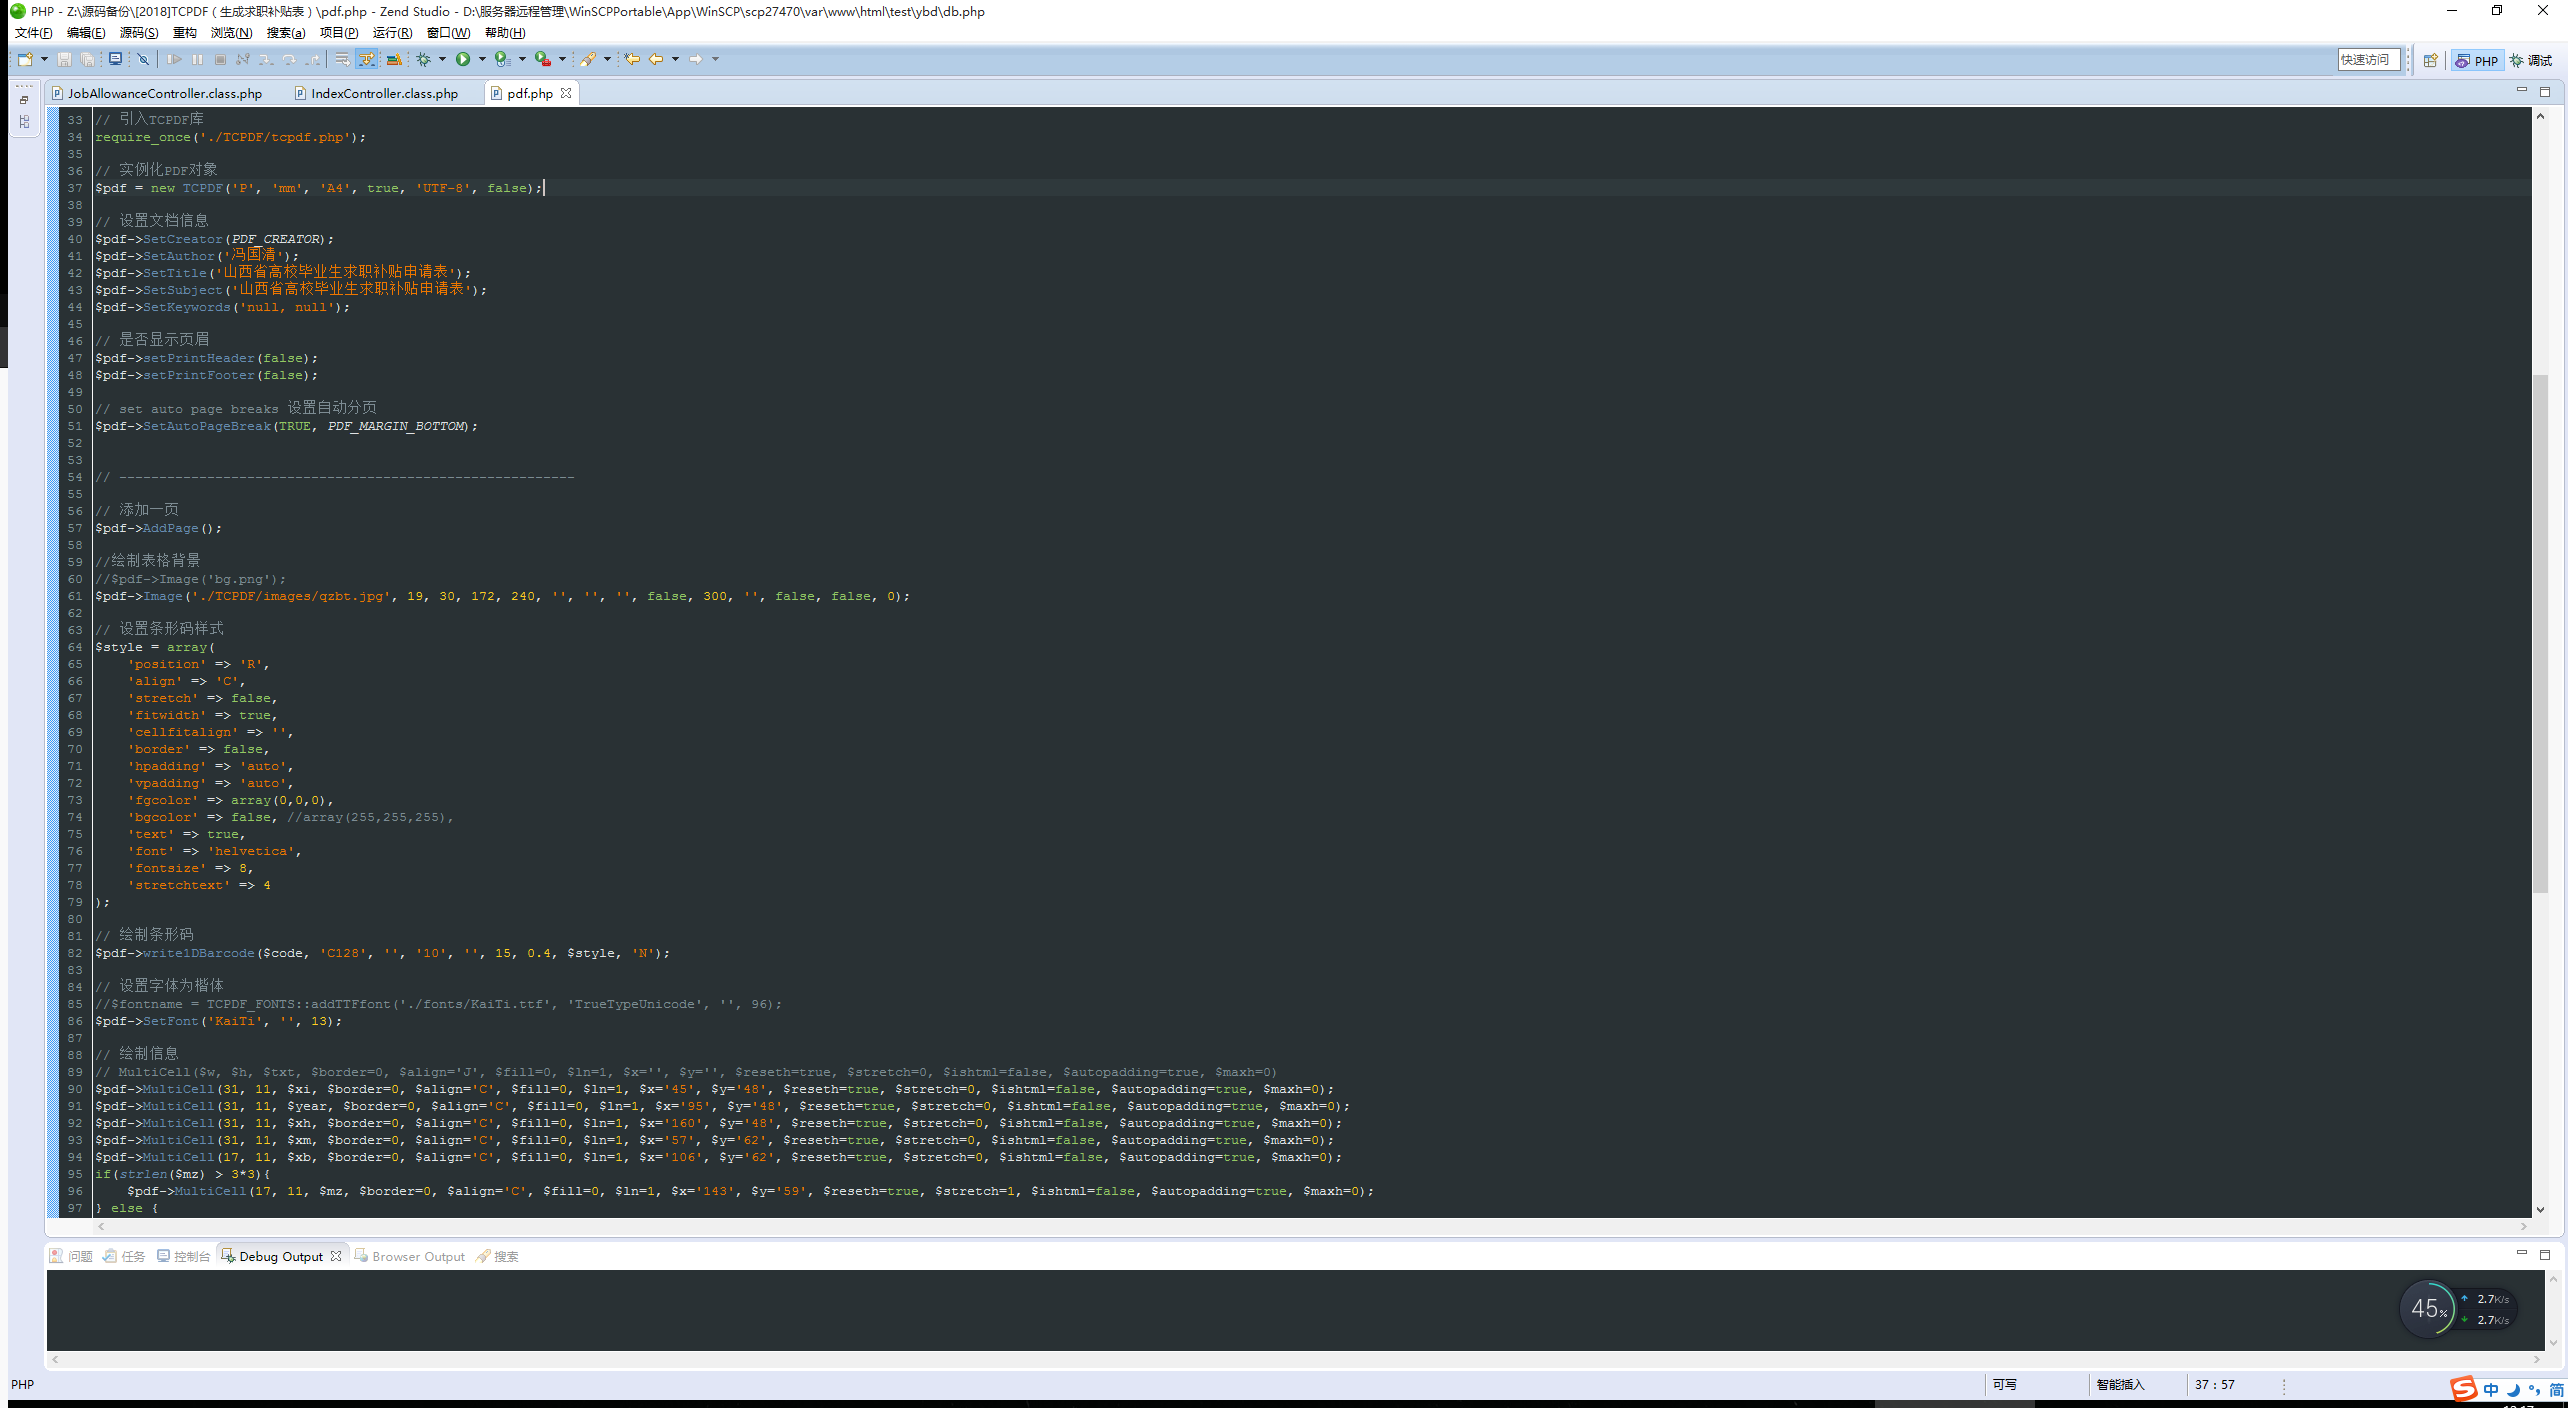 PHP - Z:\源码备份\[2018]TCPDF ( 生成求职补贴表 ) \pdf.php - Zend Studio - D:\服务器远程管理\WinSCPPortable\App\WinSCP\scp27470\var\www\html\test\ybd\db.php
文件(F) 编辑(E) 源码(S) 重构 浏览(N) 搜索(a) 项目(P) 运行(R) 窗口(W) 帮助(H)
快速访问 PHP 调试
JobAllowanceController.class.php IndexController.class.php pdf.php
33 // 引入TCPDF库
34 require_once('./TCPDF/tcpdf.php');
35
36 // 实例化PDF对象
37 $pdf = new TCPDF('P', 'mm', 'A4', true, 'UTF-8', false);
38
39 // 设置文档信息
40 $pdf->SetCreator(PDF_CREATOR);
41 $pdf->SetAuthor('冯国清');
42 $pdf->SetTitle('山西省高校毕业生求职补贴申请表');
43 $pdf->SetSubject('山西省高校毕业生求职补贴申请表');
44 $pdf->SetKeywords('null, null');
45
46 // 是否显示页眉
47 $pdf->setPrintHeader(false);
48 $pdf->setPrintFooter(false);
49
50 // set auto page breaks 设置自动分页
51 $pdf->SetAutoPageBreak(TRUE, PDF_MARGIN_BOTTOM);
52
53
54 // ---------------------------------------------------------
55
56 // 添加一页
57 $pdf->AddPage();
58
59 //绘制表格背景
60 //$pdf->Image('bg.png');
61 $pdf->Image('./TCPDF/images/qzbt.jpg', 19, 30, 172, 240, '', '', '', false, 300, '', false, false, 0);
62
63 // 设置条形码样式
64 $style = array(
65 'position' => 'R',
66 'align' => 'C',
67 'stretch' => false,
68 'fitwidth' => true,
69 'cellfitalign' => '',
70 'border' => false,
71 'hpadding' => 'auto',
72 'vpadding' => 'auto',
73 'fgcolor' => array(0,0,0),
74 'bgcolor' => false, //array(255,255,255),
75 'text' => true,
76 'font' => 'helvetica',
77 'fontsize' => 8,
78 'stretchtext' => 4
79 );
80
81 // 绘制条形码
82 $pdf->write1DBarcode($code, 'C128', '', '10', '', 15, 0.4, $style, 'N');
83
84 // 设置字体为楷体
85 //$fontname = TCPDF_FONTS::addTTFfont('./fonts/KaiTi.ttf', 'TrueTypeUnicode', '', 96);
86 $pdf->SetFont('KaiTi', '', 13);
87
88 // 绘制信息
89 // MultiCell($w, $h, $txt, $border=0, $align='J', $fill=0, $ln=1, $x='', $y='', $reseth=true, $stretch=0, $ishtml=false, $autopadding=true, $maxh=0)
90 $pdf->MultiCell(31, 11, $xi, $border=0, $align='C', $fill=0, $ln=1, $x='45', $y='48', $reseth=true, $stretch=0, $ishtml=false, $autopadding=true, $maxh=0);
91 $pdf->MultiCell(31, 11, $year, $border=0, $align='C', $fill=0, $ln=1, $x='95', $y='48', $reseth=true, $stretch=0, $ishtml=false, $autopadding=true, $maxh=0);
92 $pdf->MultiCell(31, 11, $xh, $border=0, $align='C', $fill=0, $ln=1, $x='160', $y='48', $reseth=true, $stretch=0, $ishtml=false, $autopadding=true, $maxh=0);
93 $pdf->MultiCell(31, 11, $xm, $border=0, $align='C', $fill=0, $ln=1, $x='57', $y='62', $reseth=true, $stretch=0, $ishtml=false, $autopadding=true, $maxh=0);
94 $pdf->MultiCell(17, 11, $xb, $border=0, $align='C', $fill=0, $ln=1, $x='106', $y='62', $reseth=true, $stretch=0, $ishtml=false, $autopadding=true, $maxh=0);
95 if(strlen($mz) > 3*3){
96 $pdf->MultiCell(17, 11, $mz, $border=0, $align='C', $fill=0, $ln=1, $x='143', $y='59', $reseth=true, $stretch=1, $ishtml=false, $autopadding=true, $maxh=0);
97 } else {
问题 任务 控制台 Debug Output Browser Output 搜索
45% 2.7K/s
2.7K/s
PHP 可写 智能插入 37 : 57
中 简